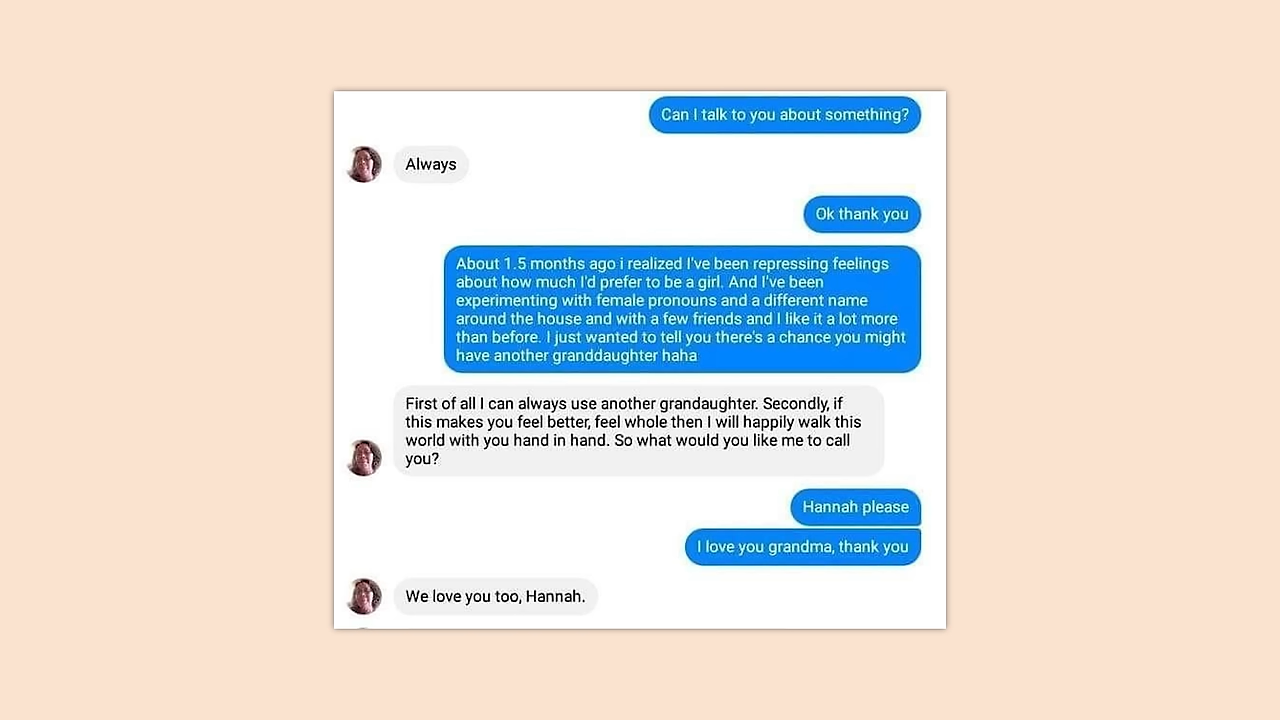 Can I talk to you about something?
Always
Ok thank you
About 1.5 months ago i realized I've been repressing feelings
about how much I'd prefer to be a girl. And I've been
experimenting with female pronouns and a different name
around the house and with a few friends and I like it a lot more
than before. I just wanted to tell you there's a chance you might
have another granddaughter haha
First of all I can always use another grandaughter. Secondly, if
this makes you feel better, feel whole then I will happily walk this
world with you hand in hand. So what would you like me to call
you?
Hannah please
I love you grandma, thank you
We love you too, Hannah.